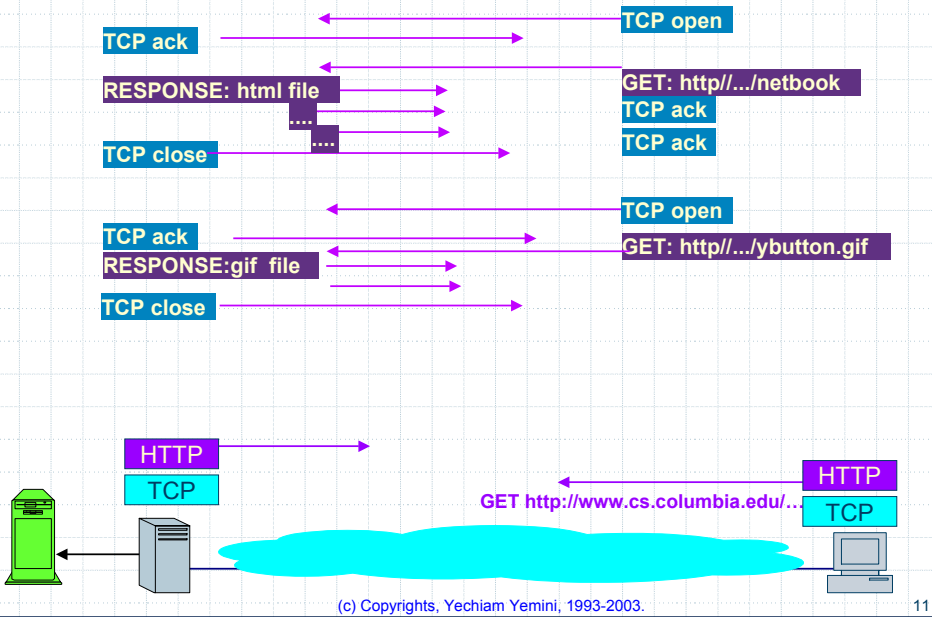 TCP open
TCP ack
GET: http//.../netbook
RESPONSE: html file
TCP ack
....
TCP ack
....
TCP close
TCP open
TCP ack
GET: http//.../ybutton.gif
RESPONSE:gif file
TCP close
HTTP
HTTP
TCP
GET http://www.cs.columbia.edu/...
TCP
(c) Copyrights, Yechiam Yemini, 1993-2003.
11